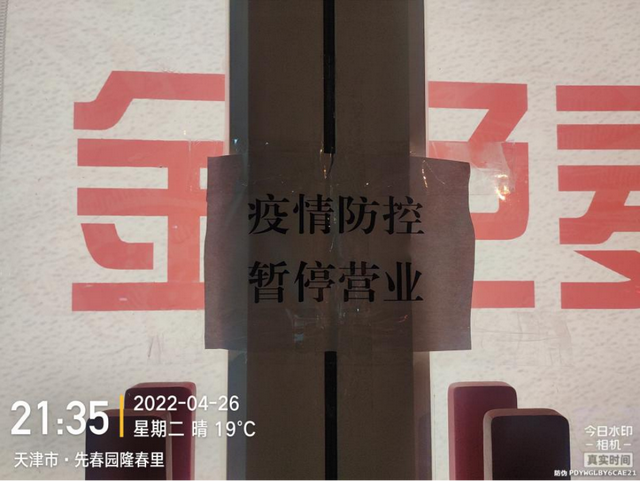 金
疫情防控
暂停营业
21:35
2022-04-26
星期二 晴 19°C
天津市·先春园隆春里
今日水印
相机
真实时间
防伪 PDYWGLBY6CAE21